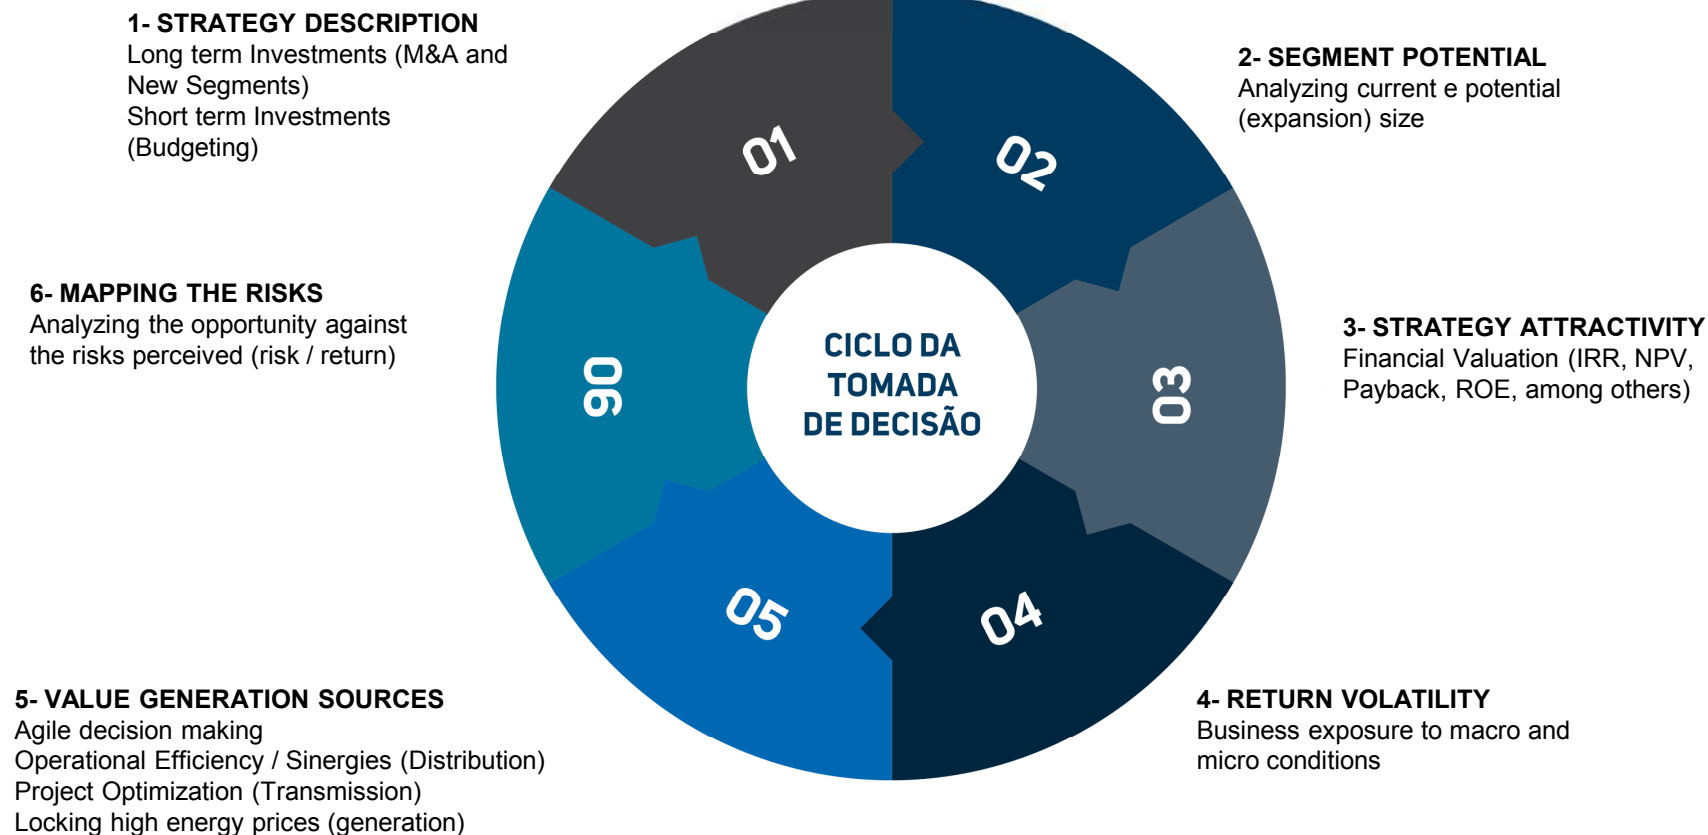 1- STRATEGY DESCRIPTION
Long term Investments (M&A and
New Segments)
Short term Investments
(Budgeting)
2- SEGMENT POTENTIAL
Analyzing current e potential
(expansion) size
3- STRATEGY ATTRACTIVITY
Financial Valuation (IRR, NPV,
Payback, ROE, among others)
4- RETURN VOLATILITY
Business exposure to macro and
micro conditions
5- VALUE GENERATION SOURCES
Agile decision making
Operational Efficiency / Sinergies (Distribution)
Project Optimization (Transmission)
Locking high energy prices (generation)
6- MAPPING THE RISKS
Analyzing the opportunity against
the risks perceived (risk / return)
01
02
03
04
05
06
CICLO DA
TOMADA
DE DECISÃO